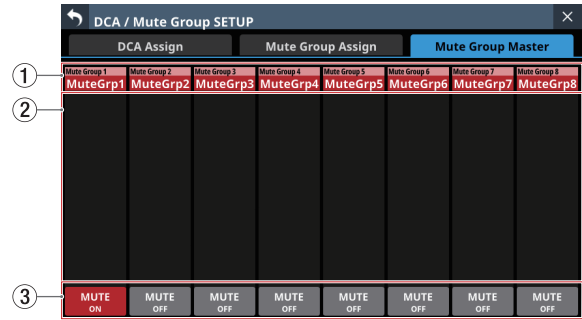 DCA / Mute Group SETUP
DCA Assign Mute Group Assign Mute Group Master
1
Mute Group 1 Mute Group 2 Mute Group 3 Mute Group 4 Mute Group 5 Mute Group 6 Mute Group 7 Mute Group 8
MuteGrp1 MuteGrp2 MuteGrp3 MuteGrp4 MuteGrp5 MuteGrp6 MuteGrp7 MuteGrp8
2
3
MUTE MUTE MUTE MUTE MUTE MUTE MUTE MUTE
ON OFF OFF OFF OFF OFF OFF OFF